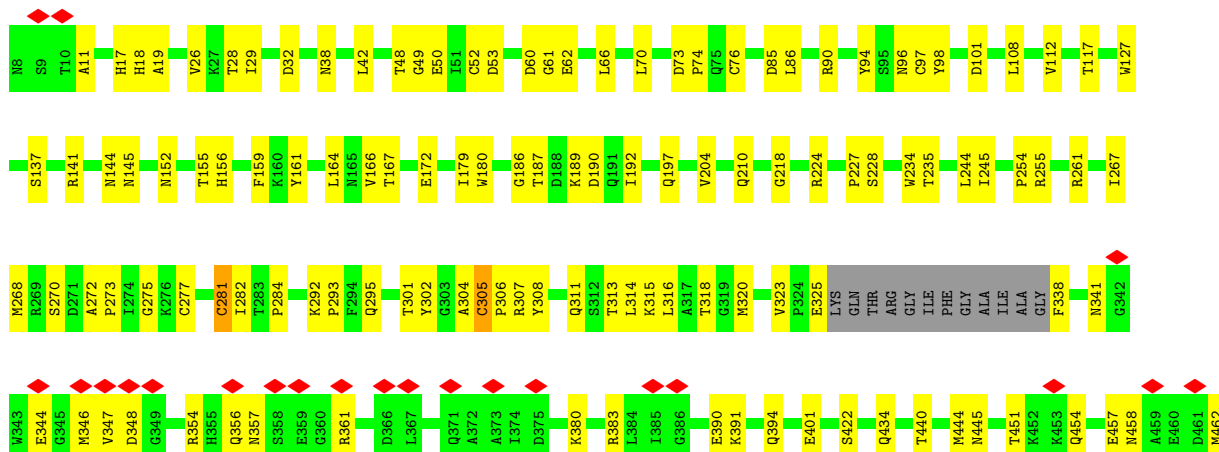 N8 S9 T10 A11 H17 H18 A19 V26 K27 T28 I29 D32 N38 L42 T48 G49 E50 I51 C52 D53 D60 G61 E62 L66 L70 D73 P74 Q75 C76 D85 L86 R90 Y94 S95 N96 C97 Y98 D101 L108 V112 T117 W127
S137 R141 N144 N145 N152 T155 H156 F159 K160 Y161 L164 N165 V166 T167 E172 I179 W180 G186 T187 D188 K189 D190 Q191 I192 Q197 V204 Q210 G218 R224 P227 S228 W234 T235 L244 I245 P254 R255 R261 I267
M268 R269 S270 D271 A272 P273 I274 G275 K276 C277 C281 I282 T283 P284 K292 P293 F294 Q295 T301 Y302 G303 A304 C305 P306 R307 Y308 Q311 S312 T313 L314 K315 L316 A317 T318 G319 M320 V323 P324 E325 LYS GLN THR ARG GLY ILE PHE GLY ALA ILE ALA GLY F338 N341 G342
W343 E344 G345 M346 V347 D348 G349 R354 H355 Q356 N357 S358 E359 G360 R361 D366 L367 Q371 A372 A373 I374 D375 K380 R383 L384 I385 G386 E390 K391 Q394 E401 S422 Q434 T440 M444 N445 T451 K452 K453 Q454 E457 N458 A459 E460 D461 M462